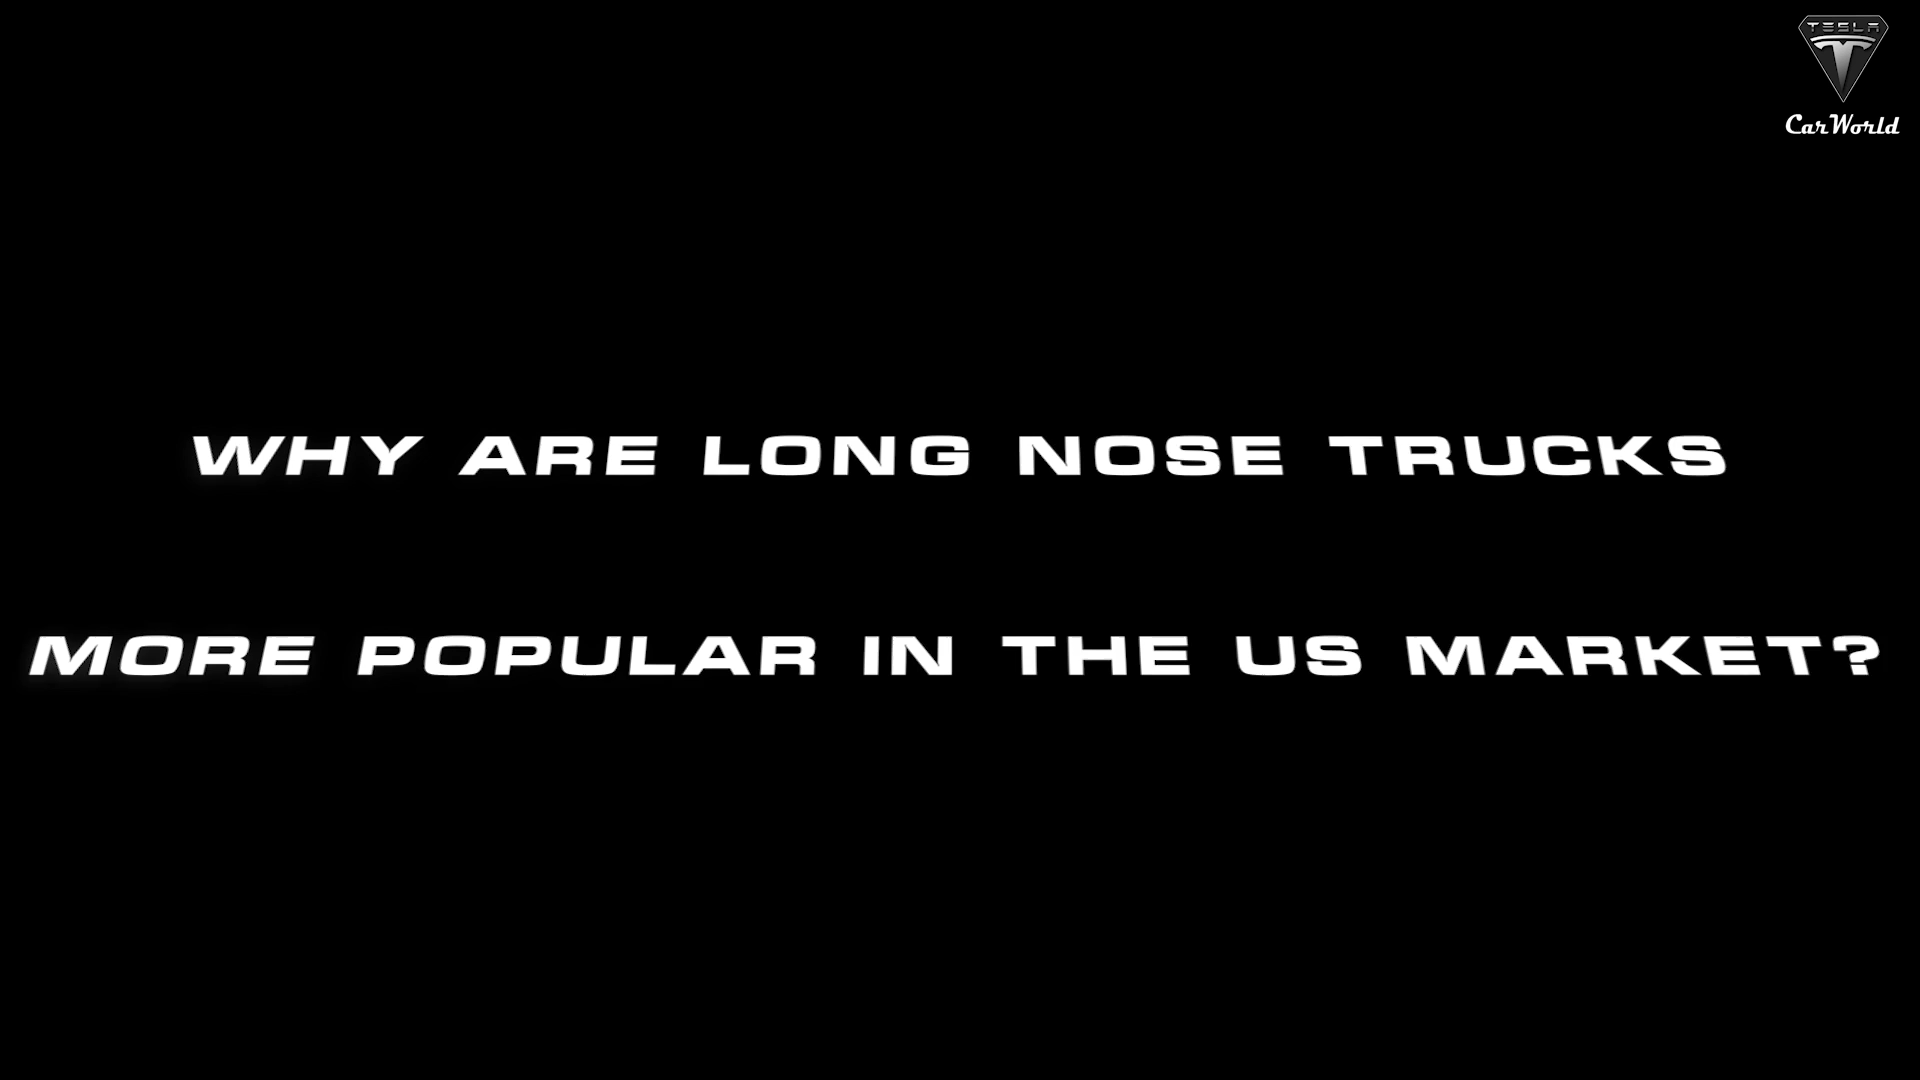 TESLA
CarWorld
WHY ARE LONG NOSE TRUCKS
MORE POPULAR IN THE US MARKET?